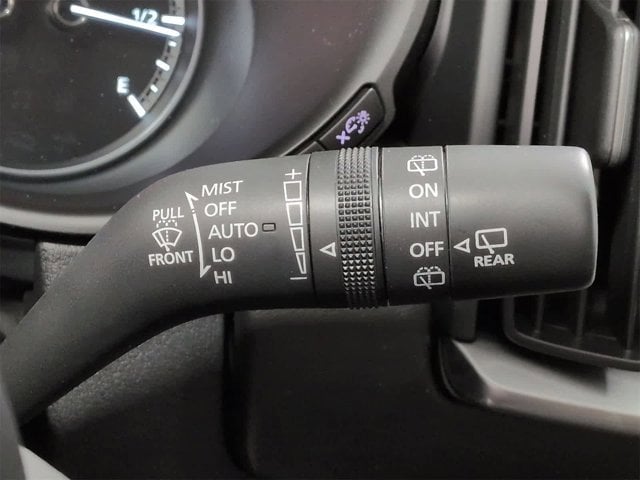 1/2
E
MIST
PULL OFF
AUTO
FRONT LO
HI
+
−
ON
INT
OFF
REAR